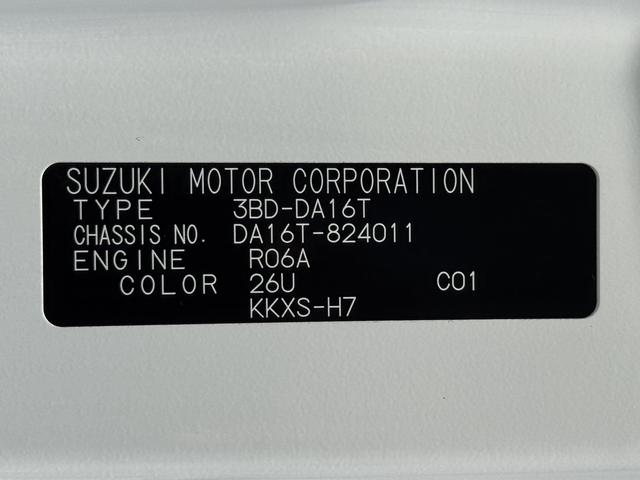 SUZUKI MOTOR CORPORATION
TYPE 3BD-DA16T
CHASSIS NO. DA16T-824011
ENGINE R06A
COLOR 26U C01
KKXS-H7